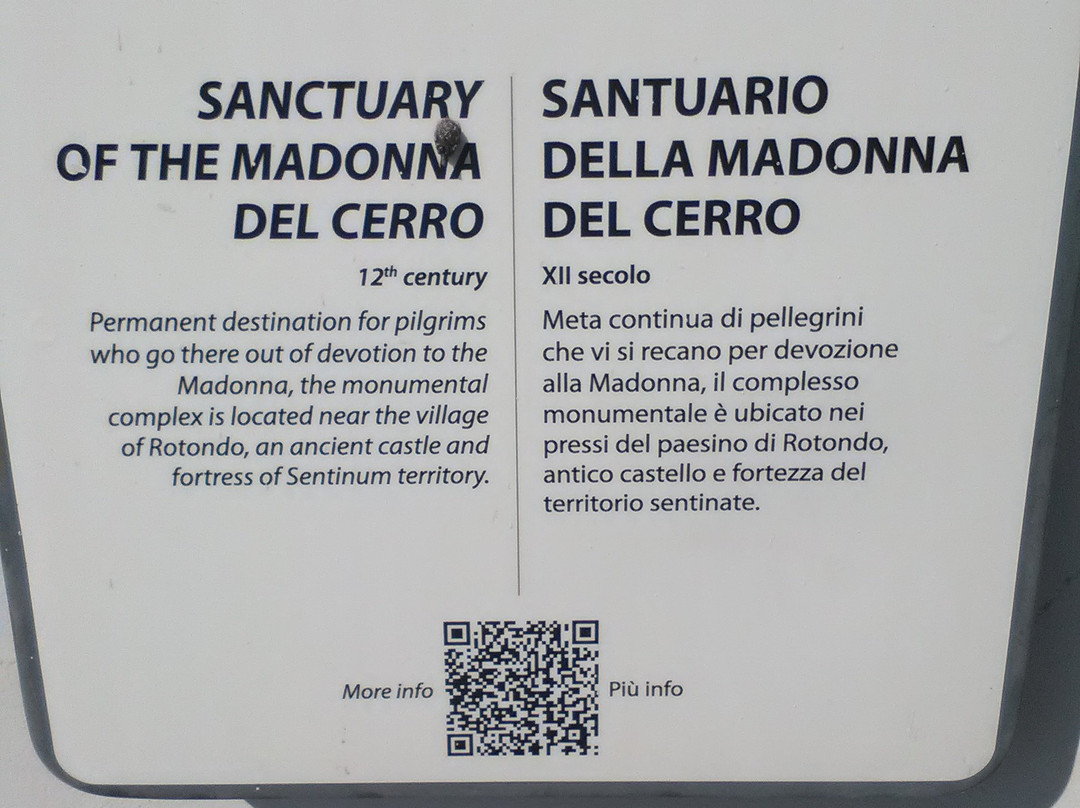 SANCTUARY
OF THE MADONNA
DEL CERRO
12th century
Permanent destination for pilgrims
who go there out of devotion to the
Madonna, the monumental
complex is located near the village
of Rotondo, an ancient castle and
fortress of Sentinum territory.
SANTUARIO
DELLA MADONNA
DEL CERRO
XII secolo
Meta continua di pellegrini
che vi si recano per devozione
alla Madonna, il complesso
monumentale è ubicato nei
pressi del paesino di Rotondo,
antico castello e fortezza del
territorio sentinate.
More info
Più info